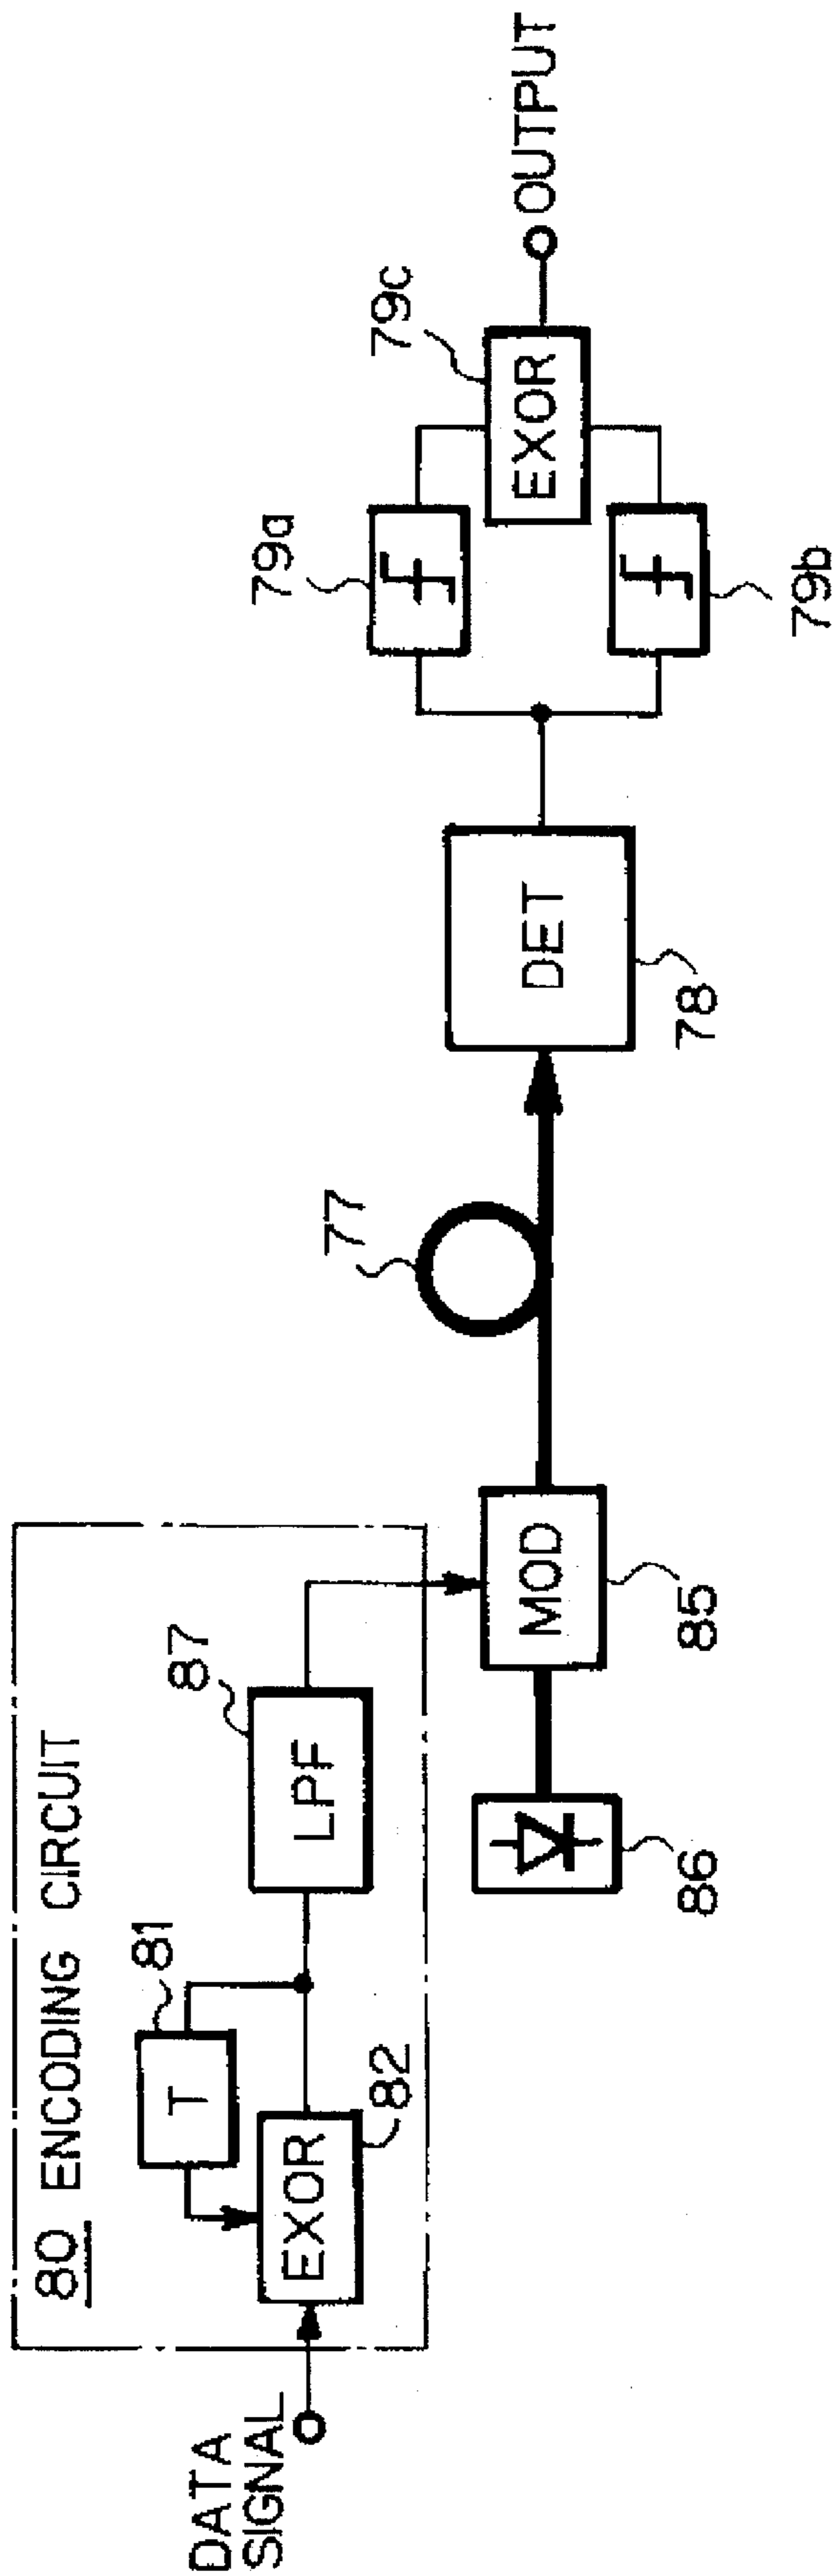 80 ENCODING CIRCUIT
DATA
SIGNAL
EXOR
82
T
81
LPF
87
86
MOD
85
77
DET
78
79a
79b
EXOR
79c
OUTPUT